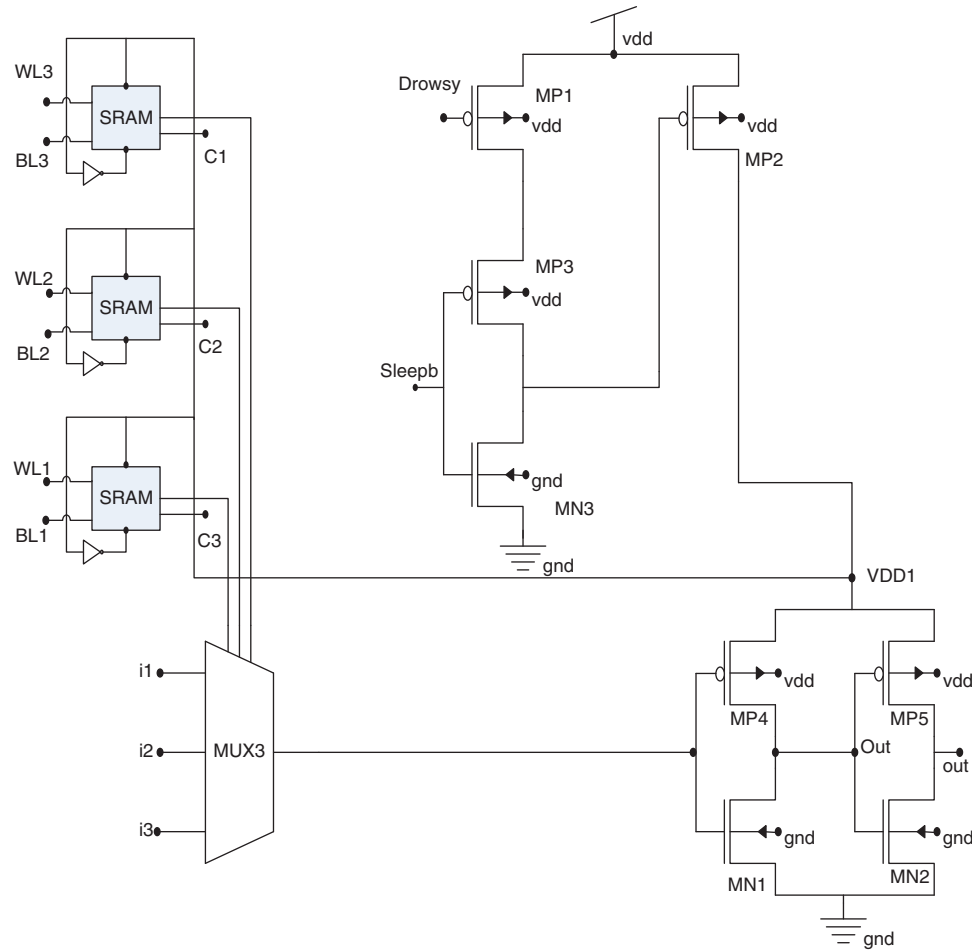 vdd
WL3
SRAM
BL3
C1
Drowsy
MP1
vdd
vdd
MP2
WL2
SRAM
BL2
C2
MP3
vdd
Sleepb
WL1
SRAM
BL1
C3
gnd
MN3
gnd
VDD1
i1
i2
i3
MUX3
vdd
MP4
vdd
MP5
Out
out
gnd
MN1
gnd
MN2
gnd